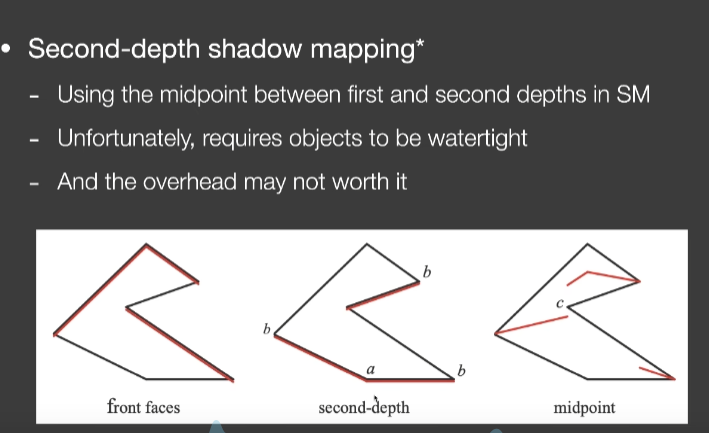 • Second-depth shadow mapping*
- Using the midpoint between first and second depths in SM
- Unfortunately, requires objects to be watertight
- And the overhead may not worth it
b
c
b
a
b
front faces
second-depth
midpoint